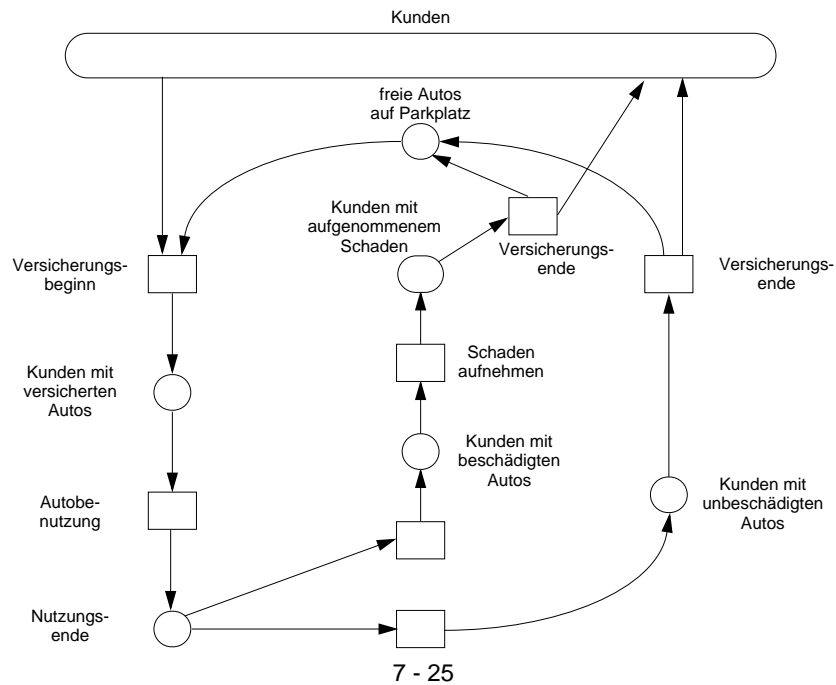 Kunden
freie Autos
auf Parkplatz
Kunden mit
aufgenommenem
Schaden
Versicherungs-
ende
Versicherungs-
beginn
Versicherungs-
ende
Schaden
aufnehmen
Kunden mit
versicherten
Autos
Kunden mit
beschädigten
Autos
Kunden mit
unbeschädigten
Autos
Autobe-
nutzung
Nutzungs-
ende
7 - 25